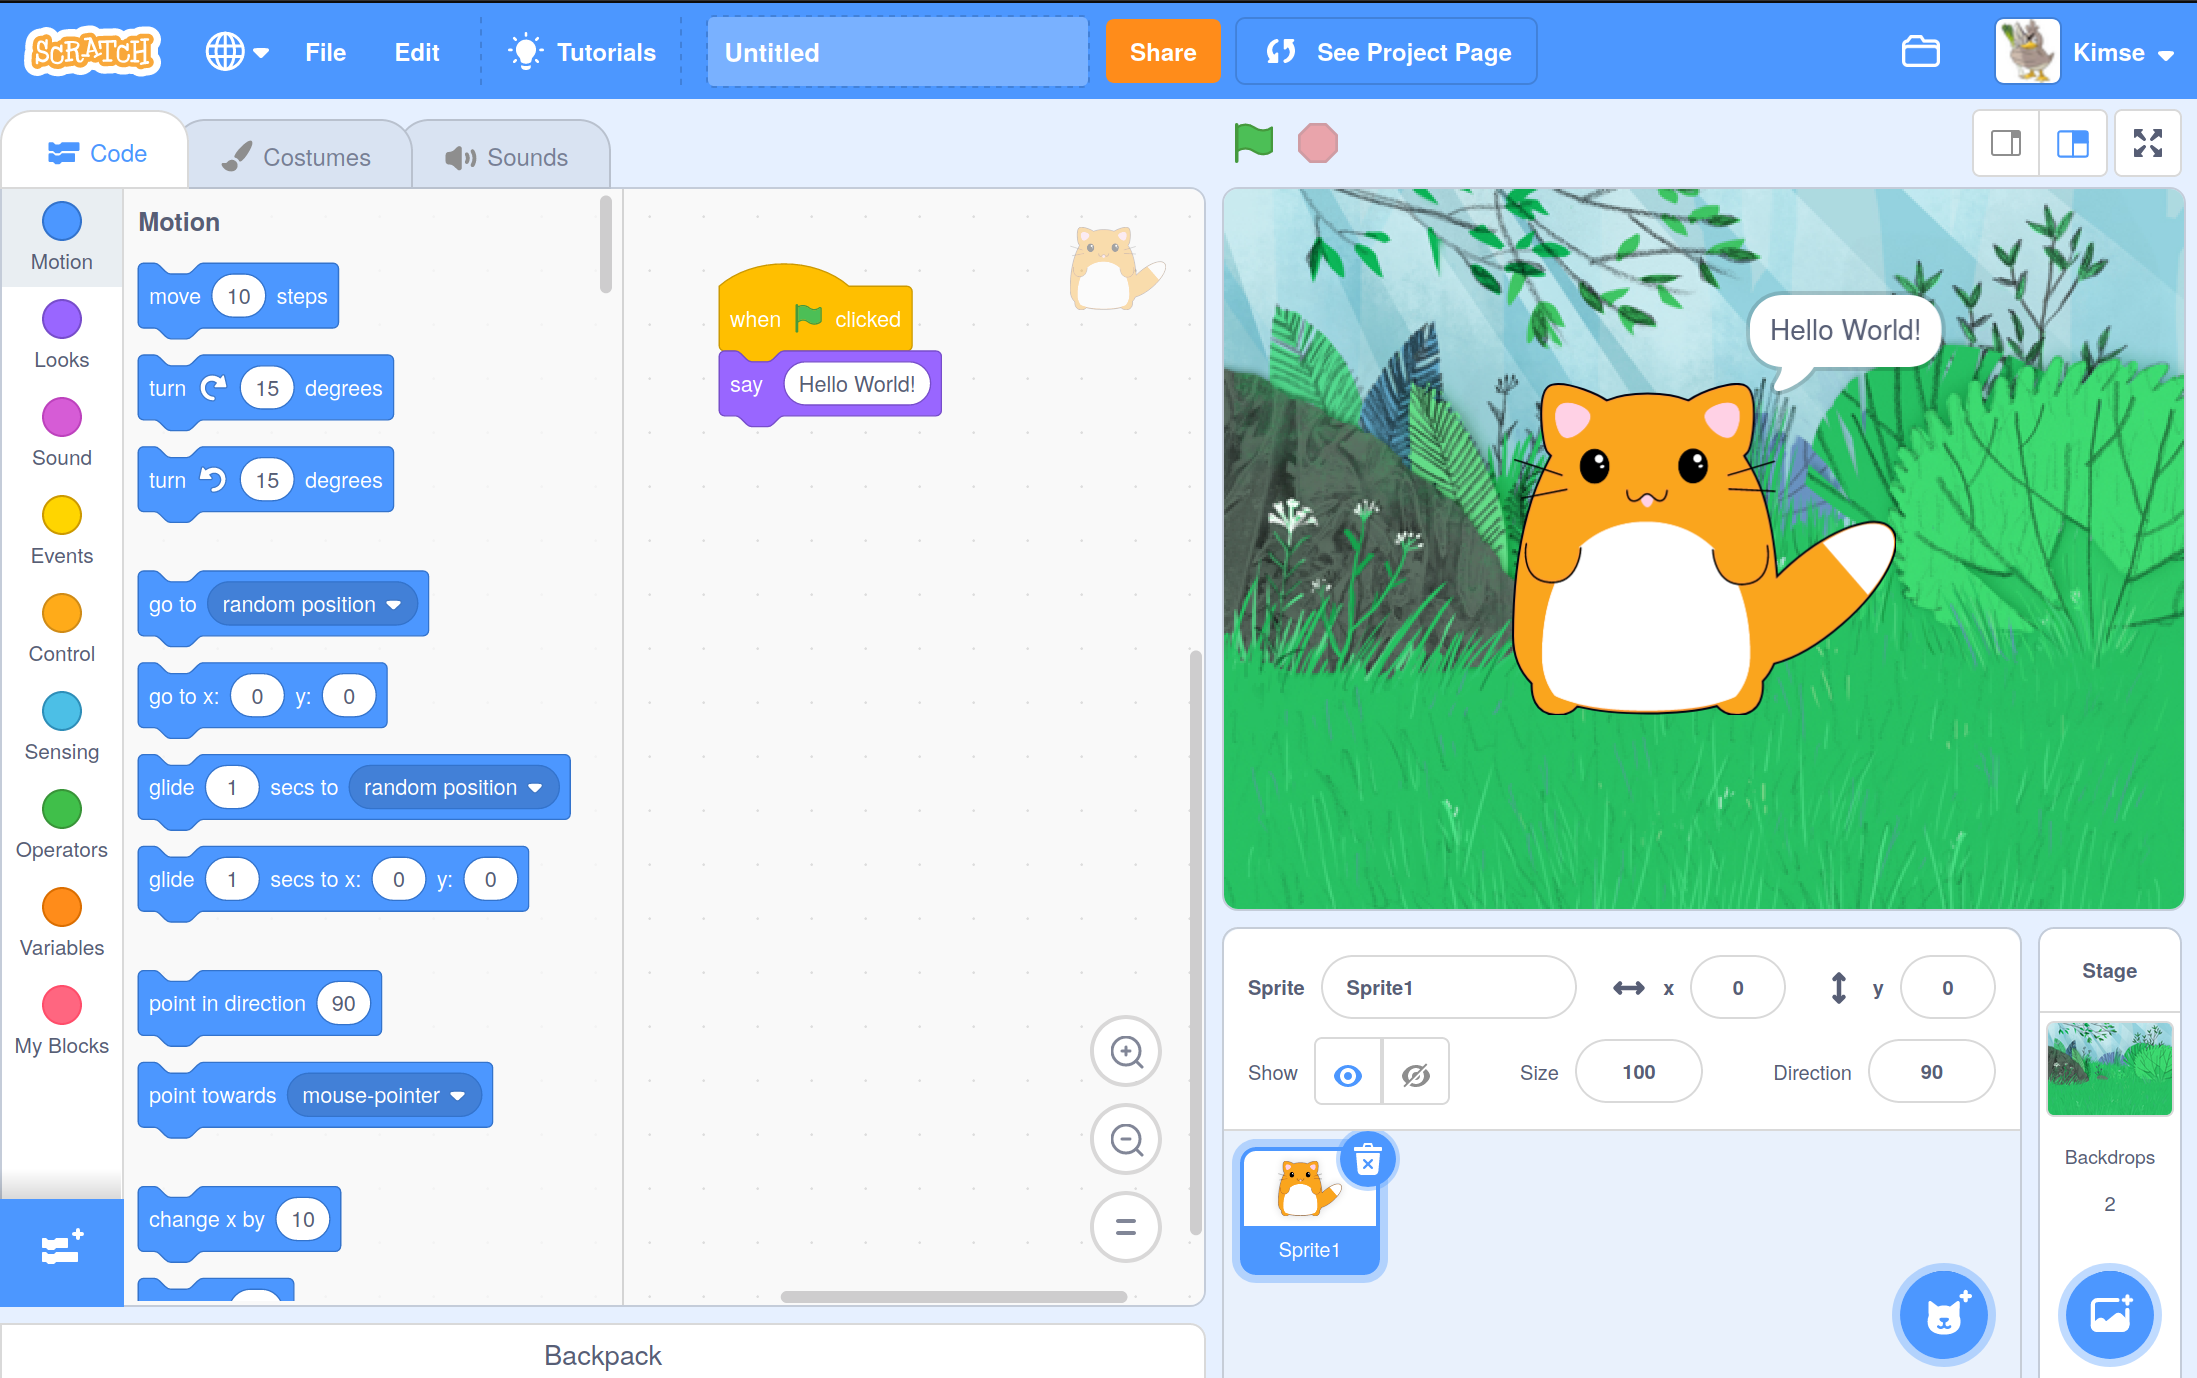 SCRATCH File Edit Tutorials Untitled Share See Project Page Kimse
Code Costumes Sounds
Motion
Looks
Sound
Events
Control
Sensing
Operators
Variables
My Blocks
Motion
move 10 steps
turn 15 degrees
turn 15 degrees
go to random position
go to x: 0 y: 0
glide 1 secs to random position
glide 1 secs to x: 0 y: 0
point in direction 90
point towards mouse-pointer
change x by 10
when clicked
say Hello World!
Backpack
Hello World!
Sprite Sprite1 x 0 y 0
Show Size 100 Direction 90
Sprite1
Stage
Backdrops
2